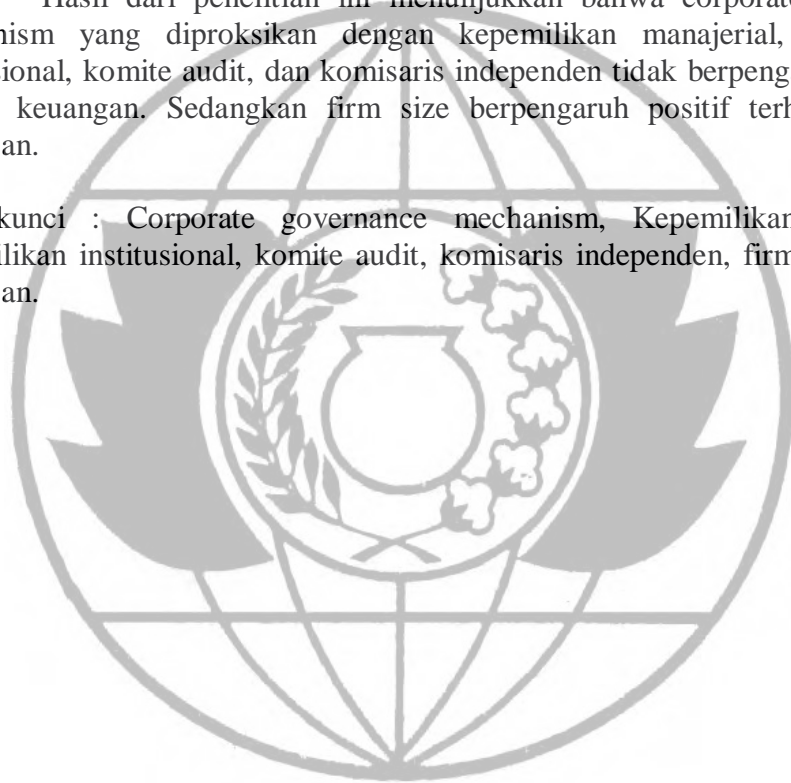 Hasil dari penelitian ini menunjukkan bahwa corporate
nism yang diproksikan dengan kepemilikan manajerial,
sional, komite audit, dan komisaris independen tidak berpeng
keuangan. Sedangkan firm size berpengaruh positif terh
an.
kunci : Corporate governance mechanism, Kepemilikan
ilikan institusional, komite audit, komisaris independen, firm
an.